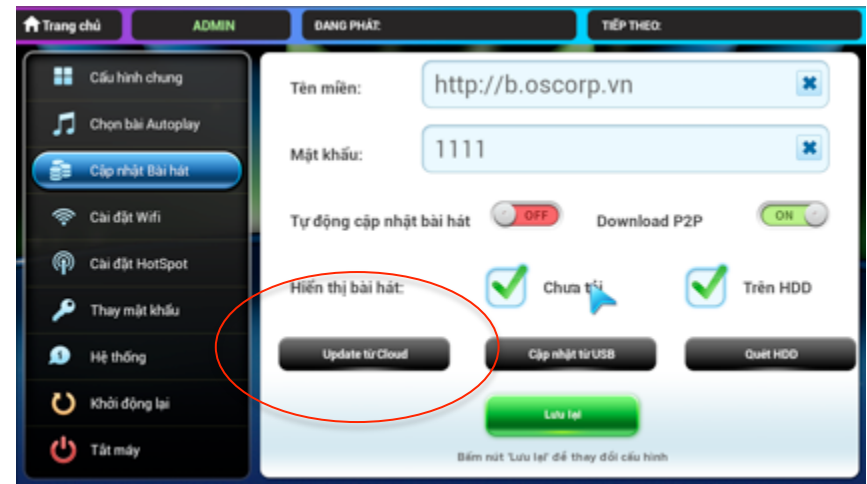 Trang chủ ADMIN ĐANG PHÁT: TIẾP THEO:
Cấu hình chung
Chọn bài Autoplay
Cập nhật Bài hát
Cài đặt Wifi
Cài đặt HotSpot
Thay mật khẩu
Hệ thống
Khởi động lại
Tắt máy
Tên miền: http://b.oscorp.vn
Mật khẩu: 1111
Tự động cập nhật bài hát OFF Download P2P ON
Hiển thị bài hát: Chưa tải Trên HDD
Update từ Cloud Cập nhật từ USB Quét HDD
Lưu lại
Bấm nút 'Lưu lại' để thay đổi cấu hình